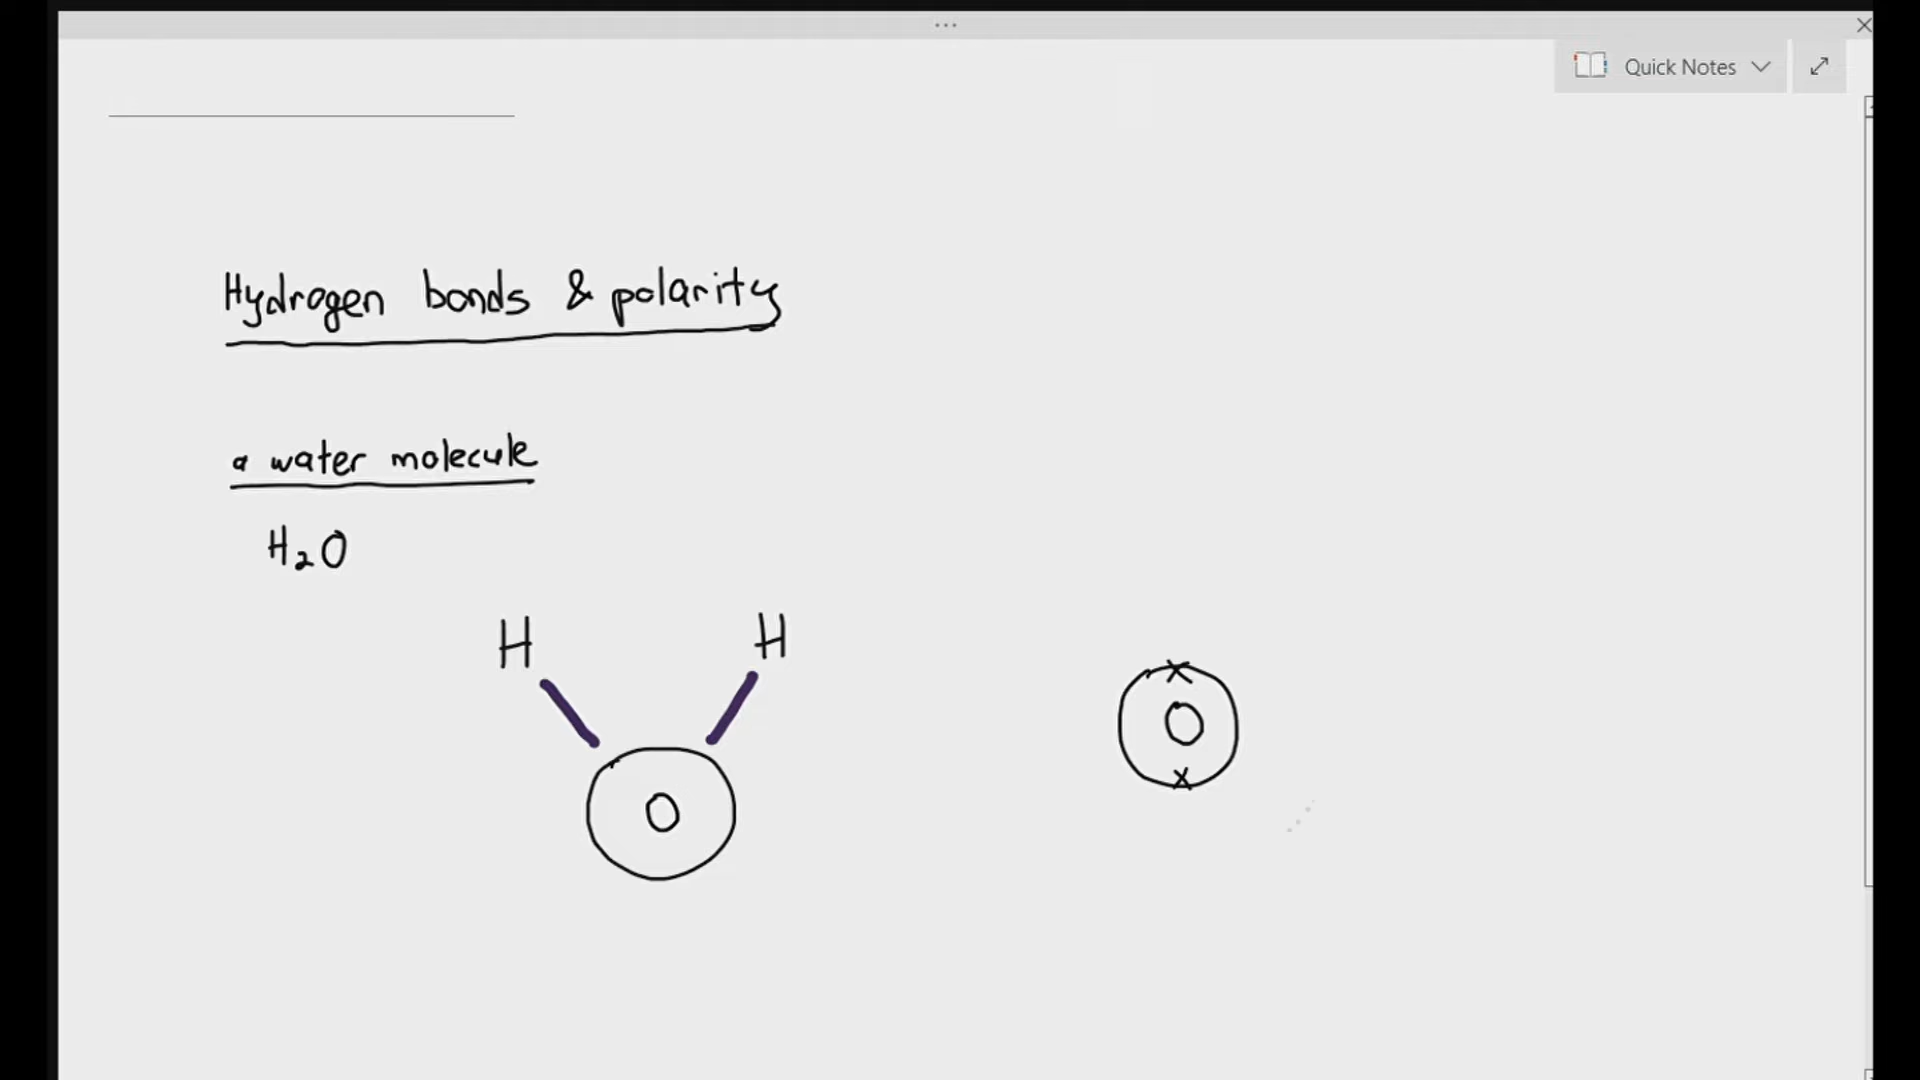 Quick Notes
Hydrogen bonds & polarity
a water molecule
H₂O
H H
O
O